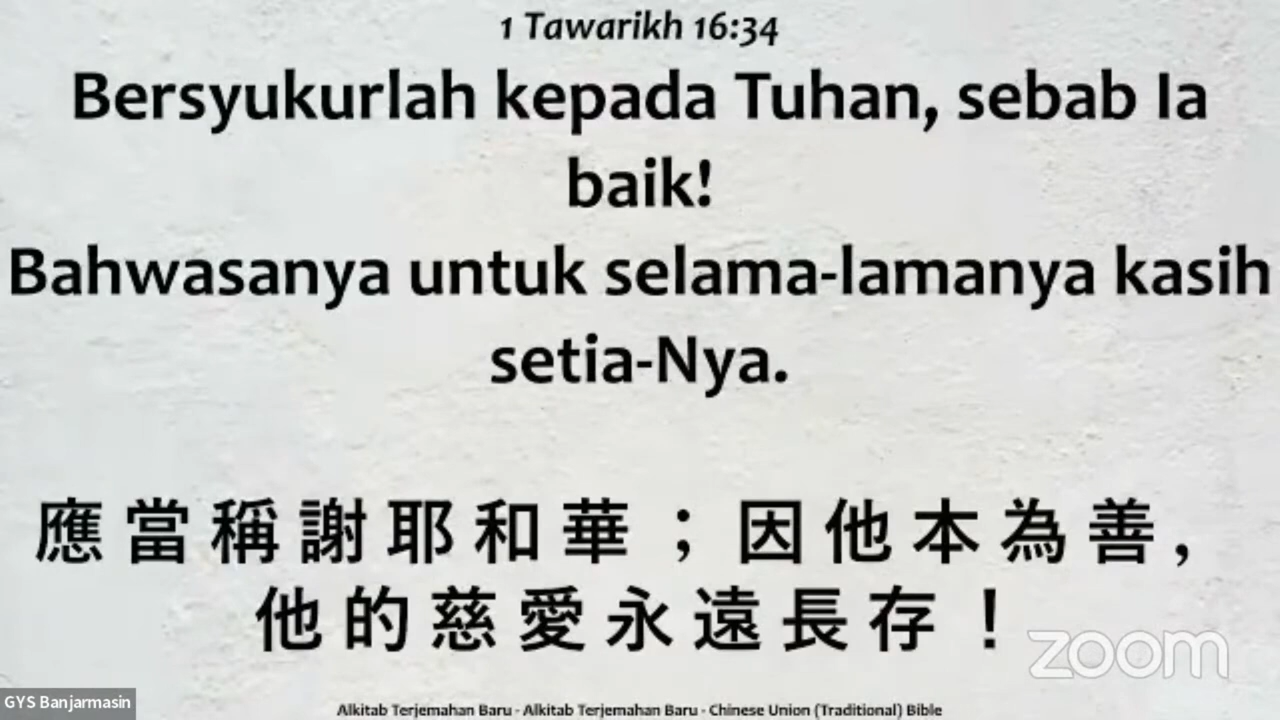 1 Tawarikh 16:34
Bersyukurlah kepada Tuhan, sebab Ia
baik!
Bahwasanya untuk selama-lamanya kasih
setia-Nya.
應當稱謝耶和華；因他本為善，
他的慈愛永遠長存！
zoom
GYS Banjarmasin
Alkitab Terjemahan Baru - Alkitab Terjemahan Baru - Chinese Union (Traditional) Bible